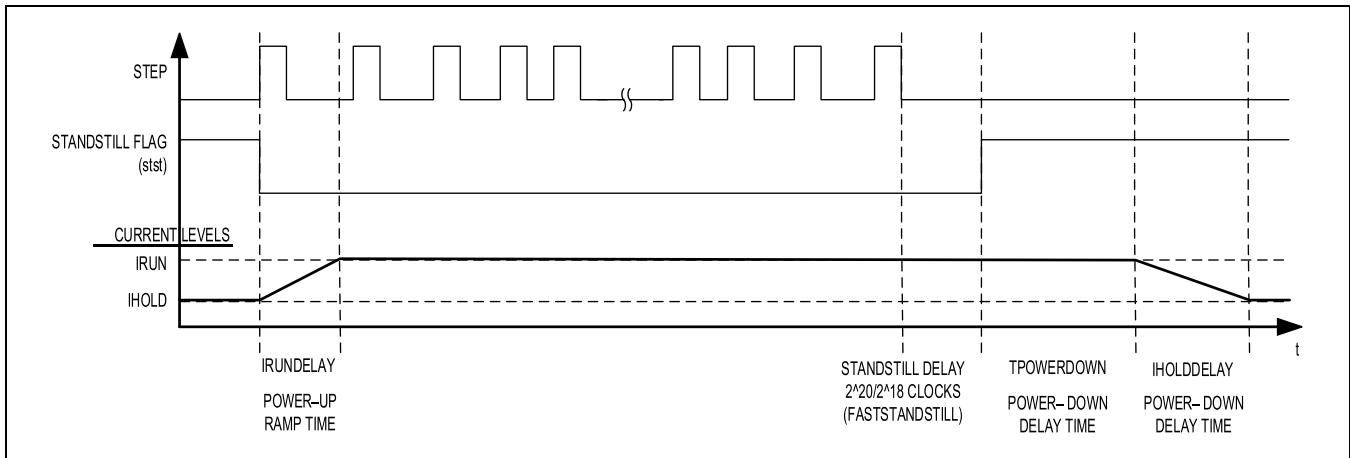 STEP
STANDSTILL FLAG
(stst)
CURRENT LEVELS
IRUN
IHOLD
t
IRUNDELAY
POWER–UP
RAMP TIME
STANDSTILL DELAY
2^20/2^18 CLOCKS
(FASTSTANDSTILL)
TPOWERDOWN
POWER– DOWN
DELAY TIME
IHOLDDELAY
POWER– DOWN
DELAY TIME